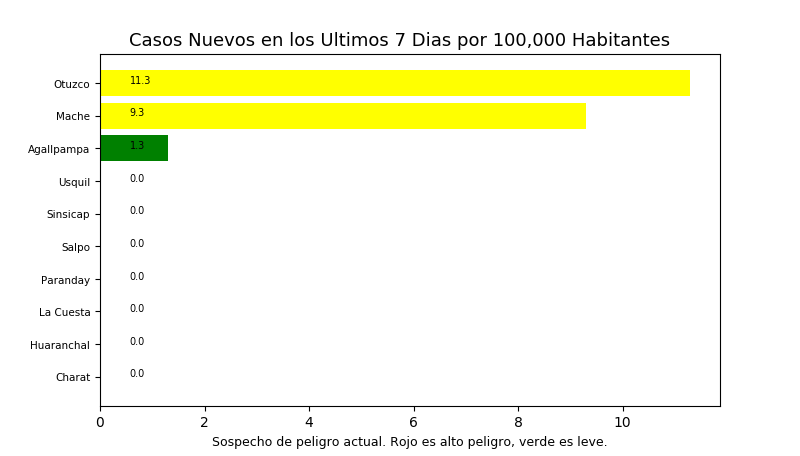 Casos Nuevos en los Ultimos 7 Dias por 100,000 Habitantes
Otuzco 11.3
Mache 9.3
Agallpampa 1.3
Usquil 0.0
Sinsicap 0.0
Salpo 0.0
Paranday 0.0
La Cuesta 0.0
Huaranchal 0.0
Charat 0.0
0 2 4 6 8 10
Sospecho de peligro actual. Rojo es alto peligro, verde es leve.